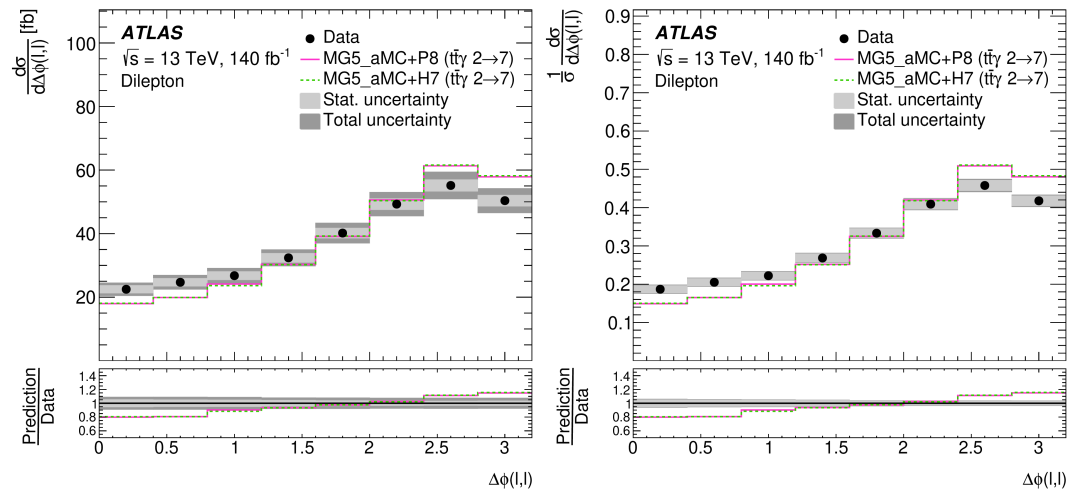 dσ
dΔϕ(l,l) [fb]
ATLAS
√s = 13 TeV, 140 fb⁻¹
Dilepton
Data
MG5_aMC+P8 (tt̄γ 2→7)
MG5_aMC+H7 (tt̄γ 2→7)
Stat. uncertainty
Total uncertainty
100
80
60
40
20
Prediction
Data
1.4
1.2
1
0.8
0.6
0 0.5 1 1.5 2 2.5 3
Δϕ(l,l)
1 dσ
σ dΔϕ(l,l)
ATLAS
√s = 13 TeV, 140 fb⁻¹
Dilepton
Data
MG5_aMC+P8 (tt̄γ 2→7)
MG5_aMC+H7 (tt̄γ 2→7)
Stat. uncertainty
Total uncertainty
0.9
0.8
0.7
0.6
0.5
0.4
0.3
0.2
0.1
Prediction
Data
1.4
1.2
1
0.8
0.6
0 0.5 1 1.5 2 2.5 3
Δϕ(l,l)